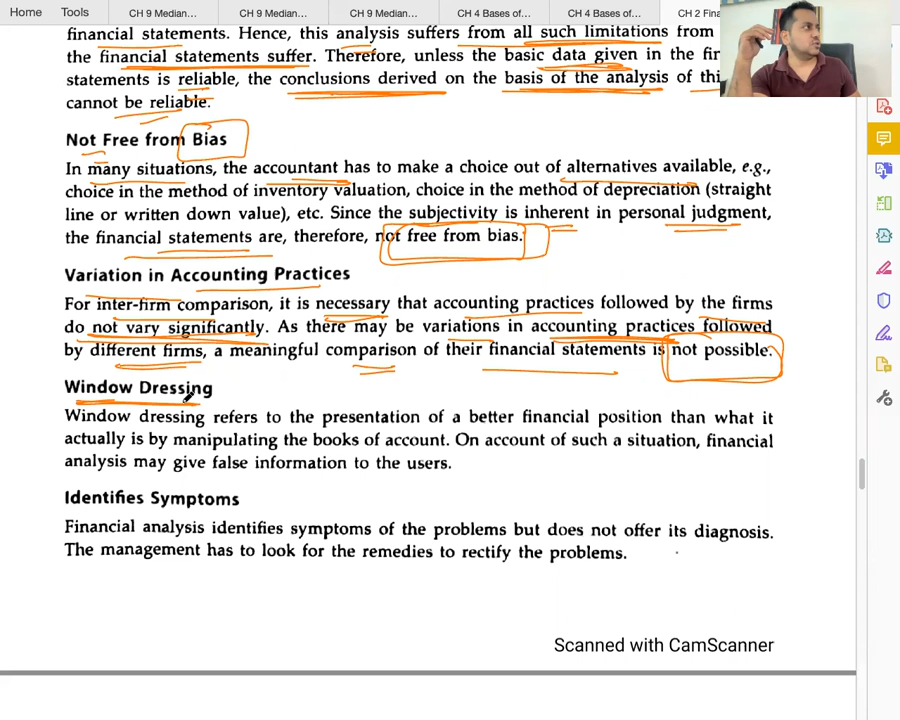 Home Tools CH 9 Median... CH 9 Median... CH 9 Median... CH 4 Bases of... CH 4 Bases of... CH 2 Fina
financial statements. Hence, this analysis suffers from all such limitations from
the financial statements suffer. Therefore, unless the basic data given in the fin
statements is reliable, the conclusions derived on the basis of the analysis of thi
cannot be reliable.
Not Free from Bias
In many situations, the accountant has to make a choice out of alternatives available, e.g.,
choice in the method of inventory valuation, choice in the method of depreciation (straight
line or written down value), etc. Since the subjectivity is inherent in personal judgment,
the financial statements are, therefore, not free from bias.
Variation in Accounting Practices
For inter-firm comparison, it is necessary that accounting practices followed by the firms
do not vary significantly. As there may be variations in accounting practices followed
by different firms, a meaningful comparison of their financial statements is not possible.
Window Dressing
Window dressing refers to the presentation of a better financial position than what it
actually is by manipulating the books of account. On account of such a situation, financial
analysis may give false information to the users.
Identifies Symptoms
Financial analysis identifies symptoms of the problems but does not offer its diagnosis.
The management has to look for the remedies to rectify the problems.
Scanned with CamScanner